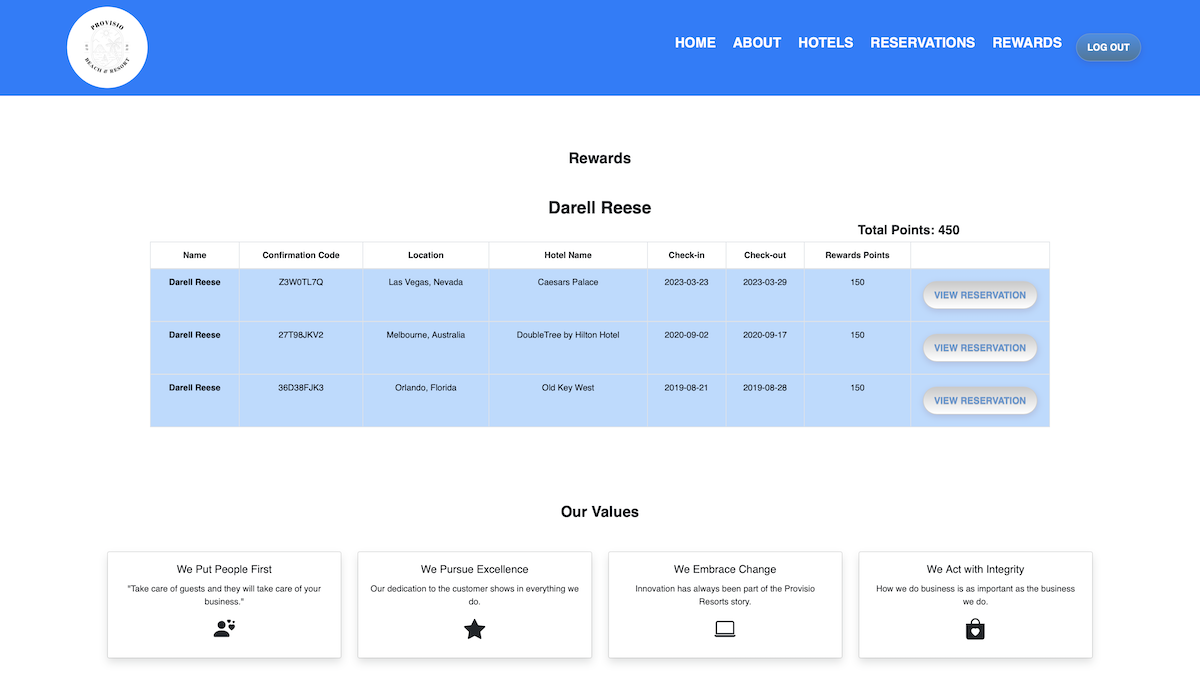 PROVISIO
BEACH & RESORT
HOME ABOUT HOTELS RESERVATIONS REWARDS LOG OUT
Rewards
Darell Reese
Total Points: 450
Name Confirmation Code Location Hotel Name Check-in Check-out Rewards Points
Darell Reese Z3W0TL7Q Las Vegas, Nevada Caesars Palace 2023-03-23 2023-03-29 150 VIEW RESERVATION
Darell Reese 27T98JKV2 Melbourne, Australia DoubleTree by Hilton Hotel 2020-09-02 2020-09-17 150 VIEW RESERVATION
Darell Reese 36D38FJK3 Orlando, Florida Old Key West 2019-08-21 2019-08-28 150 VIEW RESERVATION
Our Values
We Put People First
"Take care of guests and they will take care of your
business."
We Pursue Excellence
Our dedication to the customer shows in everything we
do.
We Embrace Change
Innovation has always been part of the Provisio
Resorts story.
We Act with Integrity
How we do business is as important as the business
we do.